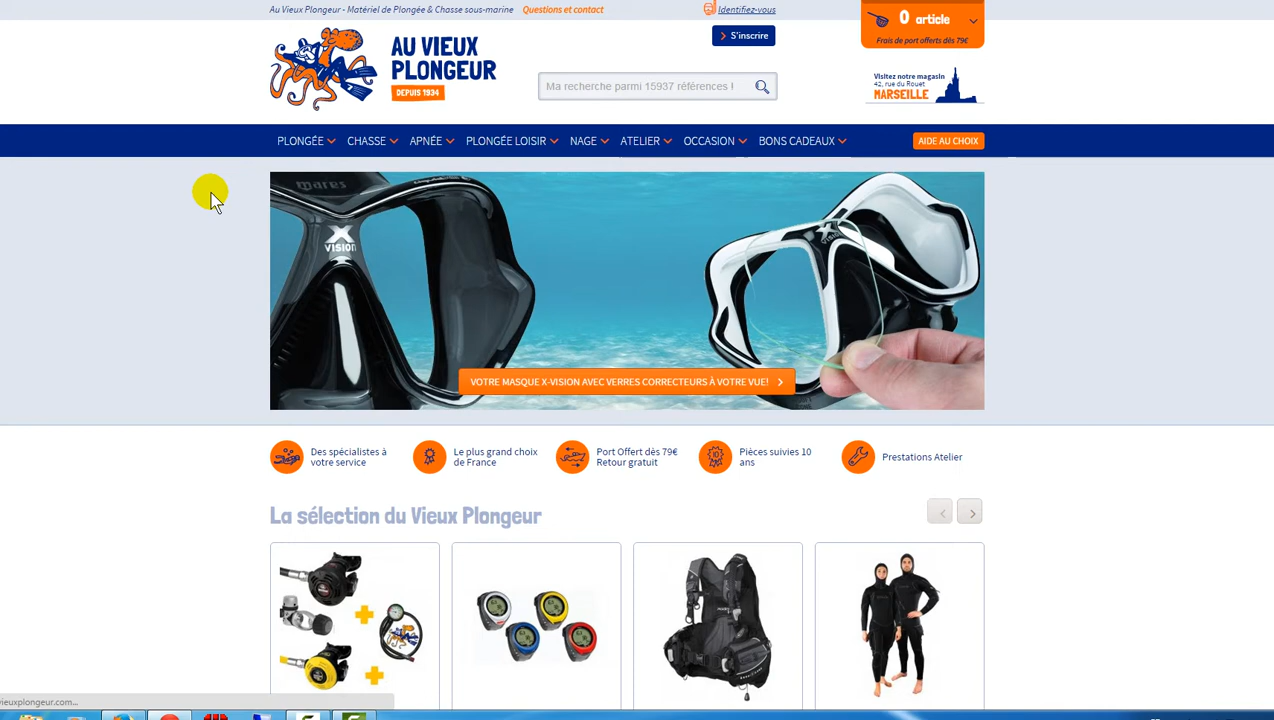 Au Vieux Plongeur - Matériel de Plongée & Chasse sous-marine
Questions et contact
Identifiez-vous
0 article
Frais de port offerts dès 79€
S'inscrire
AU VIEUX
PLONGEUR
DEPUIS 1934
Ma recherche parmi 15937 références !
Visitez notre magasin
42, rue du Rouet
MARSEILLE
PLONGÉE
CHASSE
APNÉE
PLONGÉE LOISIR
NAGE
ATELIER
OCCASION
BONS CADEAUX
AIDE AU CHOIX
mares
X
VISION
X
VISION
VOTRE MASQUE X-VISION AVEC VERRES CORRECTEURS À VOTRE VUE!
Des spécialistes à
votre service
Le plus grand choix
de France
Port Offert dès 79€
Retour gratuit
10
Pièces suivies 10
ans
Prestations Atelier
La sélection du Vieux Plongeur
vieuxplongeur.com...